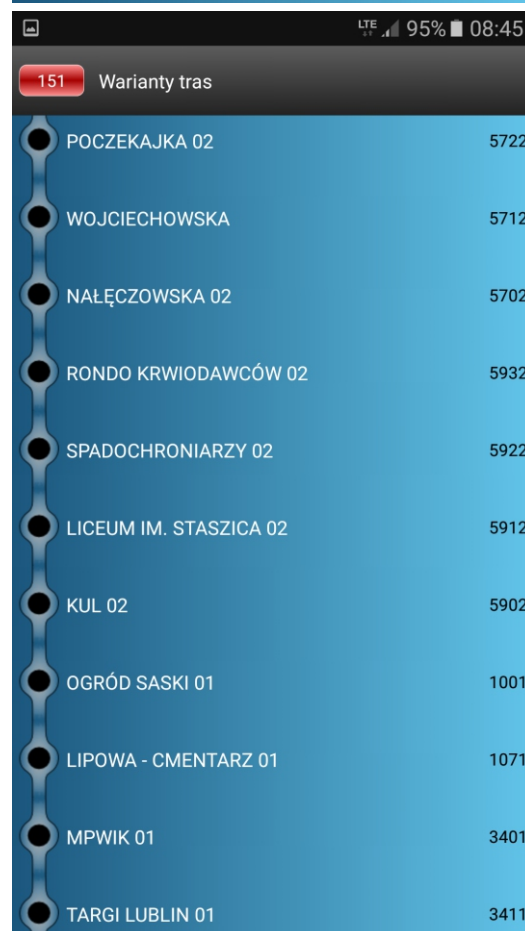 LTE 95% 08:45
151 Warianty tras
POCZEKAJKA 02 5722
WOJCIECHOWSKA 5712
NAŁĘCZOWSKA 02 5702
RONDO KRWIODAWCÓW 02 5932
SPADOCHRONIARZY 02 5922
LICEUM IM. STASZICA 02 5912
KUL 02 5902
OGRÓD SASKI 01 1001
LIPOWA - CMENTARZ 01 1071
MPWIK 01 3401
TARGI LUBLIN 01 3411